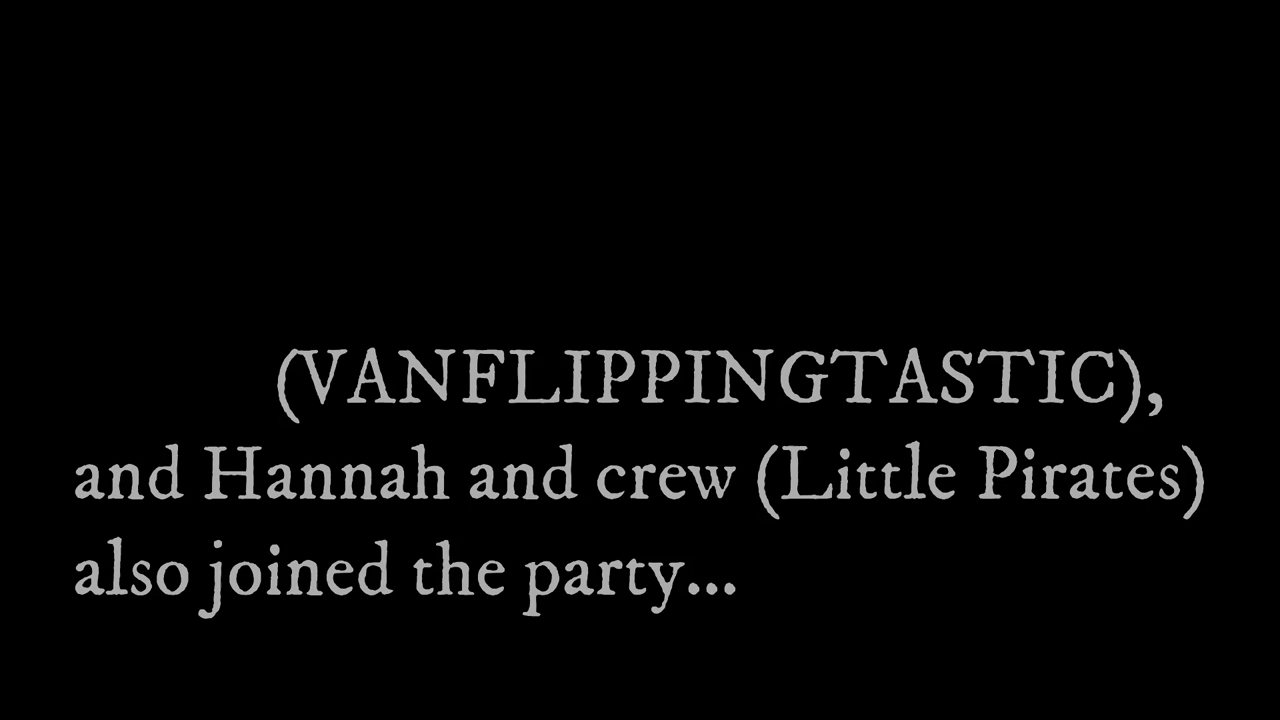 (VANFLIPPINGTASTIC),
and Hannah and crew (Little Pirates)
also joined the party...